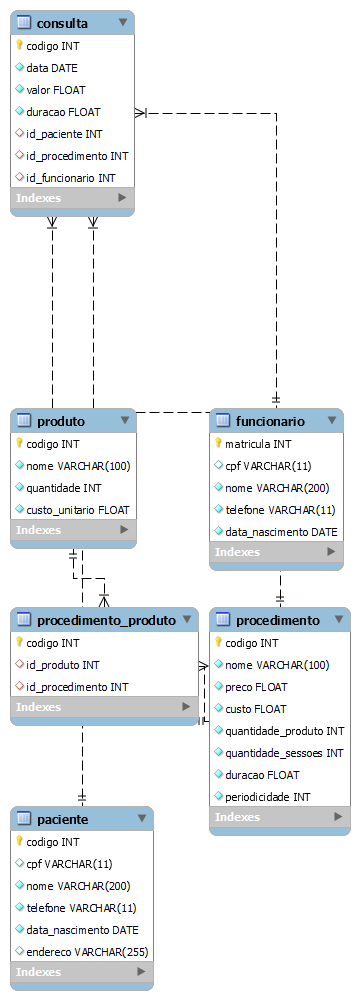 consulta
codigo INT
data DATE
valor FLOAT
duracao FLOAT
id_paciente INT
id_procedimento INT
id_funcionario INT
Indexes
produto
codigo INT
nome VARCHAR(100)
quantidade INT
custo_unitario FLOAT
Indexes
funcionario
matricula INT
cpf VARCHAR(11)
nome VARCHAR(200)
telefone VARCHAR(11)
data_nascimento DATE
Indexes
procedimento_produto
codigo INT
id_produto INT
id_procedimento INT
Indexes
procedimento
codigo INT
nome VARCHAR(100)
preco FLOAT
custo FLOAT
quantidade_produto INT
quantidade_sessoes INT
duracao FLOAT
periodicidade INT
Indexes
paciente
codigo INT
cpf VARCHAR(11)
nome VARCHAR(200)
telefone VARCHAR(11)
data_nascimento DATE
endereco VARCHAR(255)
Indexes